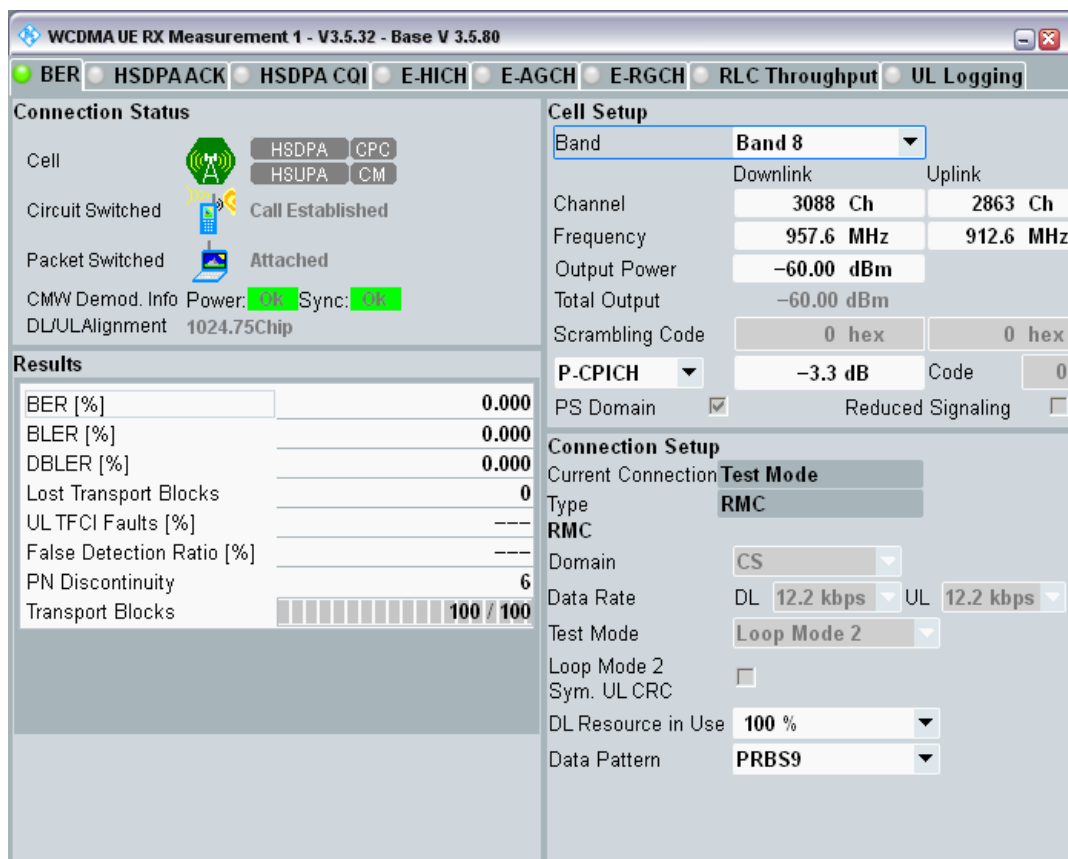 WCDMA UE RX Measurement 1 - V3.5.32 - Base V 3.5.80
BER HSDPA ACK HSDPA CQI E-HICH E-AGCH E-RGCH RLC Throughput UL Logging
Connection Status
Cell HSDPA CPC
HSUPA CM
Circuit Switched Call Established
Packet Switched Attached
CMW Demod. Info Power: Ok Sync: Ok
DL/ULAlignment 1024.75Chip
Results
BER [%] 0.000
BLER [%] 0.000
DBLER [%] 0.000
Lost Transport Blocks 0
UL TFCI Faults [%] ---
False Detection Ratio [%] ---
PN Discontinuity 6
Transport Blocks 100 / 100
Cell Setup
Band Band 8
Downlink Uplink
Channel 3088 Ch 2863 Ch
Frequency 957.6 MHz 912.6 MHz
Output Power −60.00 dBm
Total Output −60.00 dBm
Scrambling Code 0 hex 0 hex
P-CPICH −3.3 dB Code 0
PS Domain Reduced Signaling
Connection Setup
Current Connection Test Mode
Type RMC
RMC
Domain CS
Data Rate DL 12.2 kbps UL 12.2 kbps
Test Mode Loop Mode 2
Loop Mode 2
Sym. UL CRC
DL Resource in Use 100 %
Data Pattern PRBS9